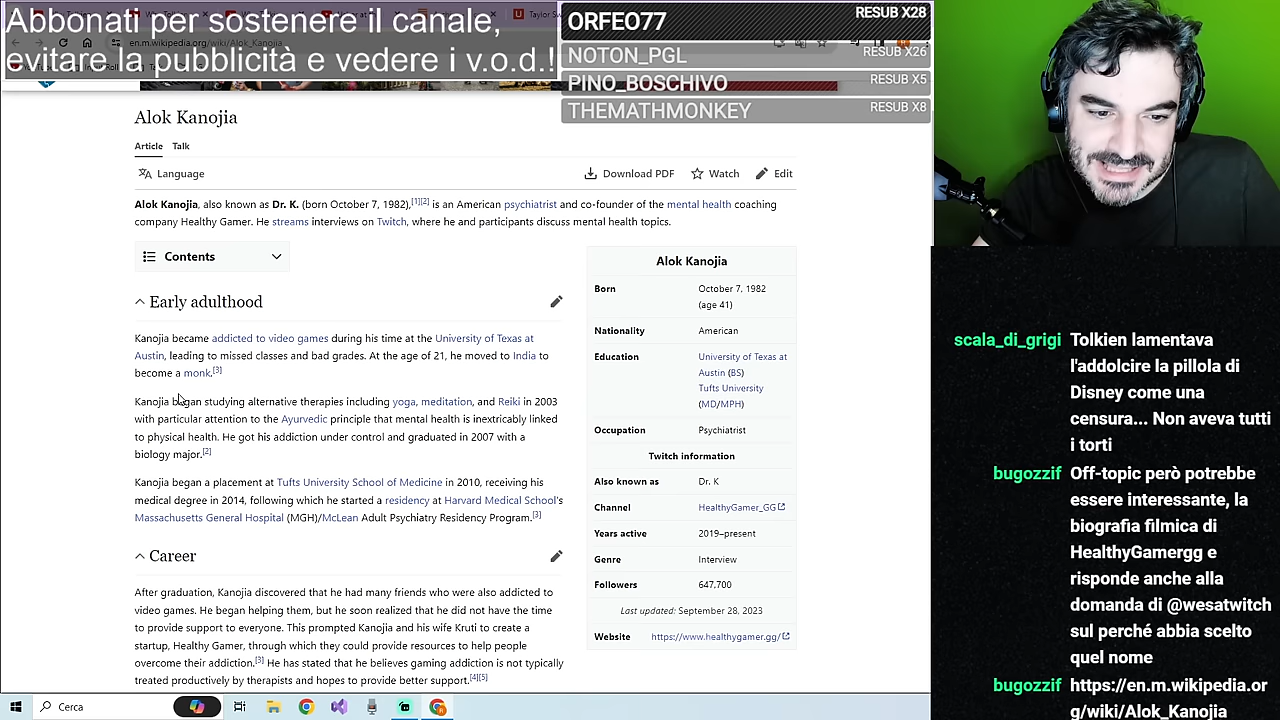 Abbonati per sostenere il canale,
evitare la pubblicità e vedere i v.o.d.!
ORFEO77 RESUB X28
NOTON_PGL RESUB X26
PINO_BOSCHIVO RESUB X5
THEMATHMONKEY RESUB X8
Alok Kanojia
Article Talk
Language Download PDF Watch Edit
Alok Kanojia, also known as Dr. K. (born October 7, 1982),[1][2] is an American psychiatrist and co-founder of the mental health coaching
company Healthy Gamer. He streams interviews on Twitch, where he and participants discuss mental health topics.
Contents
Early adulthood
Kanojia became addicted to video games during his time at the University of Texas at
Austin, leading to missed classes and bad grades. At the age of 21, he moved to India to
become a monk.[3]
Kanojia began studying alternative therapies including yoga, meditation, and Reiki in 2003
with particular attention to the Ayurvedic principle that mental health is inextricably linked
to physical health. He got his addiction under control and graduated in 2007 with a
biology major.[2]
Kanojia began a placement at Tufts University School of Medicine in 2010, receiving his
medical degree in 2014, following which he started a residency at Harvard Medical School's
Massachusetts General Hospital (MGH)/McLean Adult Psychiatry Residency Program.[3]
Career
After graduation, Kanojia discovered that he had many friends who were also addicted to
video games. He began helping them, but he soon realized that he did not have the time
to provide support to everyone. This prompted Kanojia and his wife Kruti to create a
startup, Healthy Gamer, through which they could provide resources to help people
overcome their addiction.[3] He has stated that he believes gaming addiction is not typically
treated productively by therapists and hopes to provide better support.[4][5]
Alok Kanojia
Born October 7, 1982
(age 41)
Nationality American
Education University of Texas at
Austin (BS)
Tufts University
(MD/MPH)
Occupation Psychiatrist
Twitch information
Also known as Dr. K
Channel HealthyGamer_GG
Years active 2019–present
Genre Interview
Followers 647,700
Last updated: September 28, 2023
Website https://www.healthygamer.gg/
scala_di_grigi Tolkien lamentava
l'addolcire la pillola di
Disney come una
censura... Non aveva tutti
i torti
bugozzif Off-topic però potrebbe
essere interessante, la
biografia filmica di
HealthyGamergg e
risponde anche alla
domanda di @wesatwitch
sul perché abbia scelto
quel nome
bugozzif https://en.m.wikipedia.or
g/wiki/Alok_Kanojia
Cerca